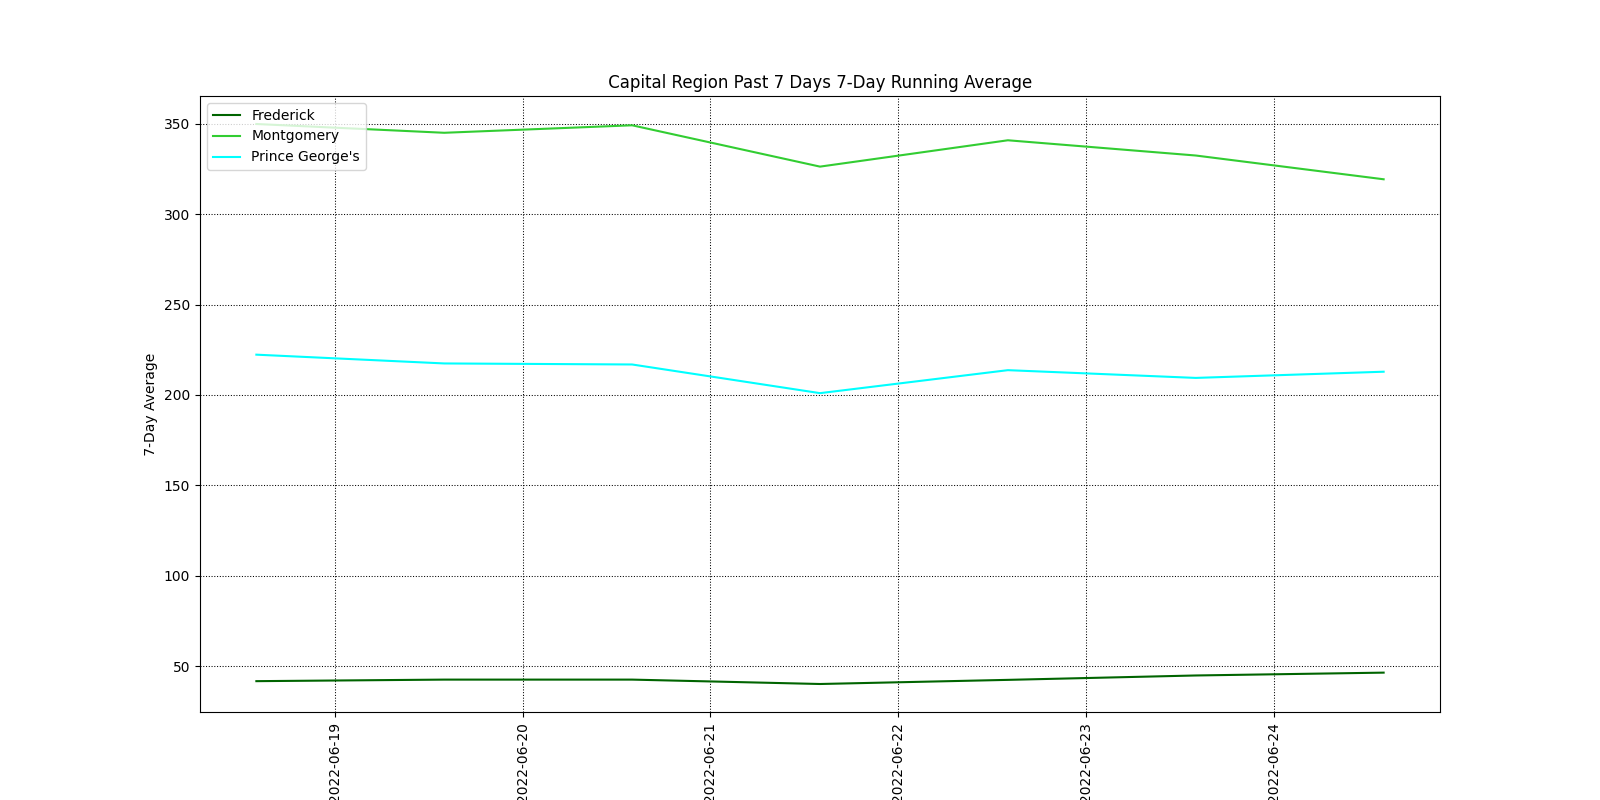 Capital Region Past 7 Days 7-Day Running Average
Frederick
Montgomery
Prince George's
7-Day Average
350
300
250
200
150
100
50
2022-06-19
2022-06-20
2022-06-21
2022-06-22
2022-06-23
2022-06-24